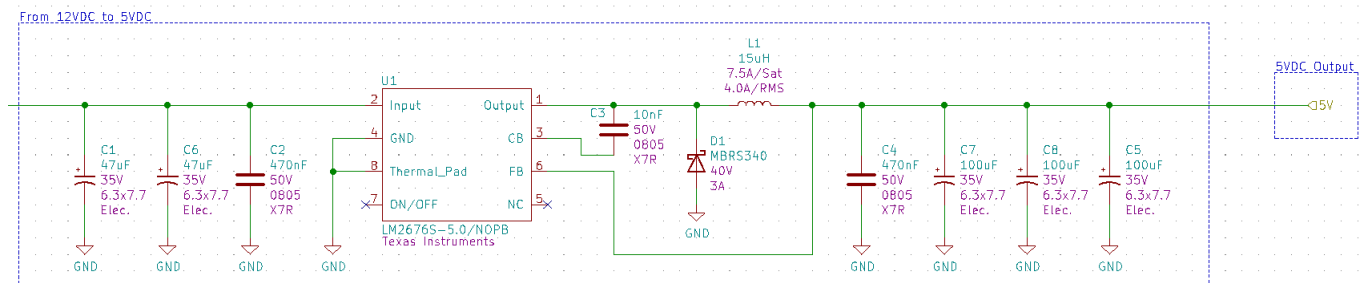 From 12VDC to 5VDC
5VDC Output
5V
U1
2 Input
Output 1
4 GND
CB 3
8 Thermal_Pad
FB 6
7 ON/OFF
NC 5
LM2676S-5.0/NOPB
Texas Instruments
C1
47uF
35V
6.3x7.7
Elec.
GND
C6
47uF
35V
6.3x7.7
Elec.
GND
C2
470nF
50V
0805
X7R
GND
GND
C3
10nF
50V
0805
X7R
D1
MBRS340
40V
3A
GND
L1
15uH
7.5A/Sat
4.0A/RMS
C4
470nF
50V
0805
X7R
GND
C7
100uF
35V
6.3x7.7
Elec.
GND
C8
100uF
35V
6.3x7.7
Elec.
GND
C5
100uF
35V
6.3x7.7
Elec.
GND